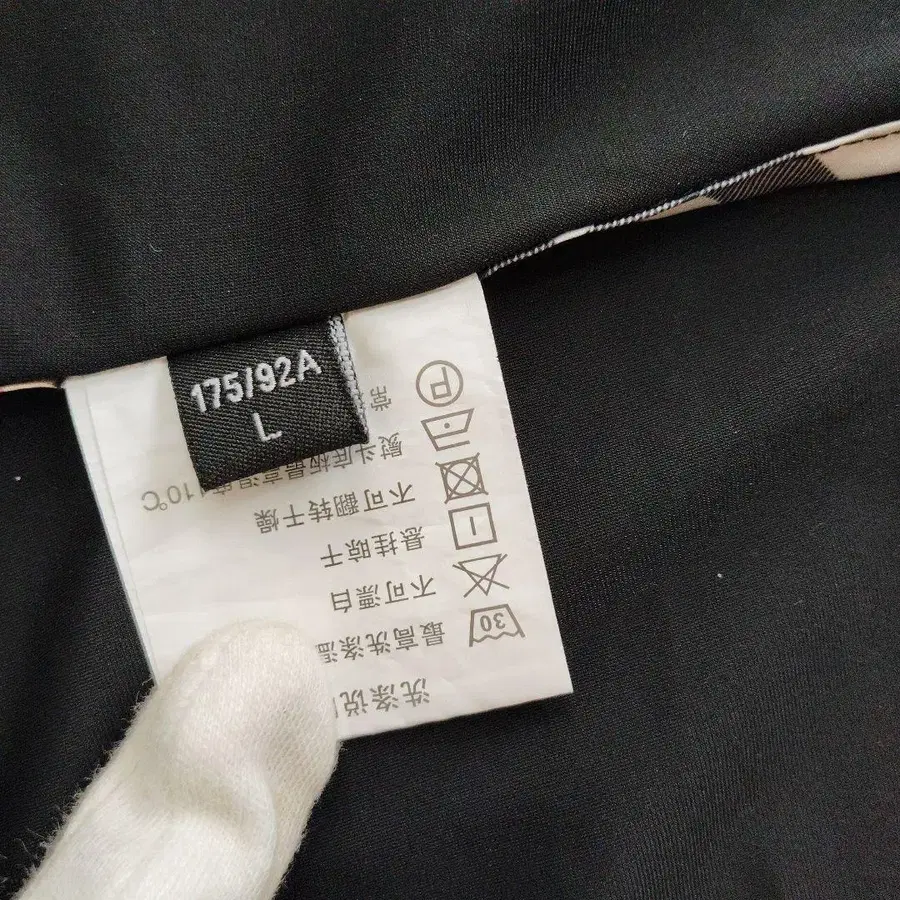 175/92A
L
洗涤说
30 最高洗涤温
不可漂白
悬挂晾干
不可翻转干燥
熨斗底板最高温度110℃
P 常